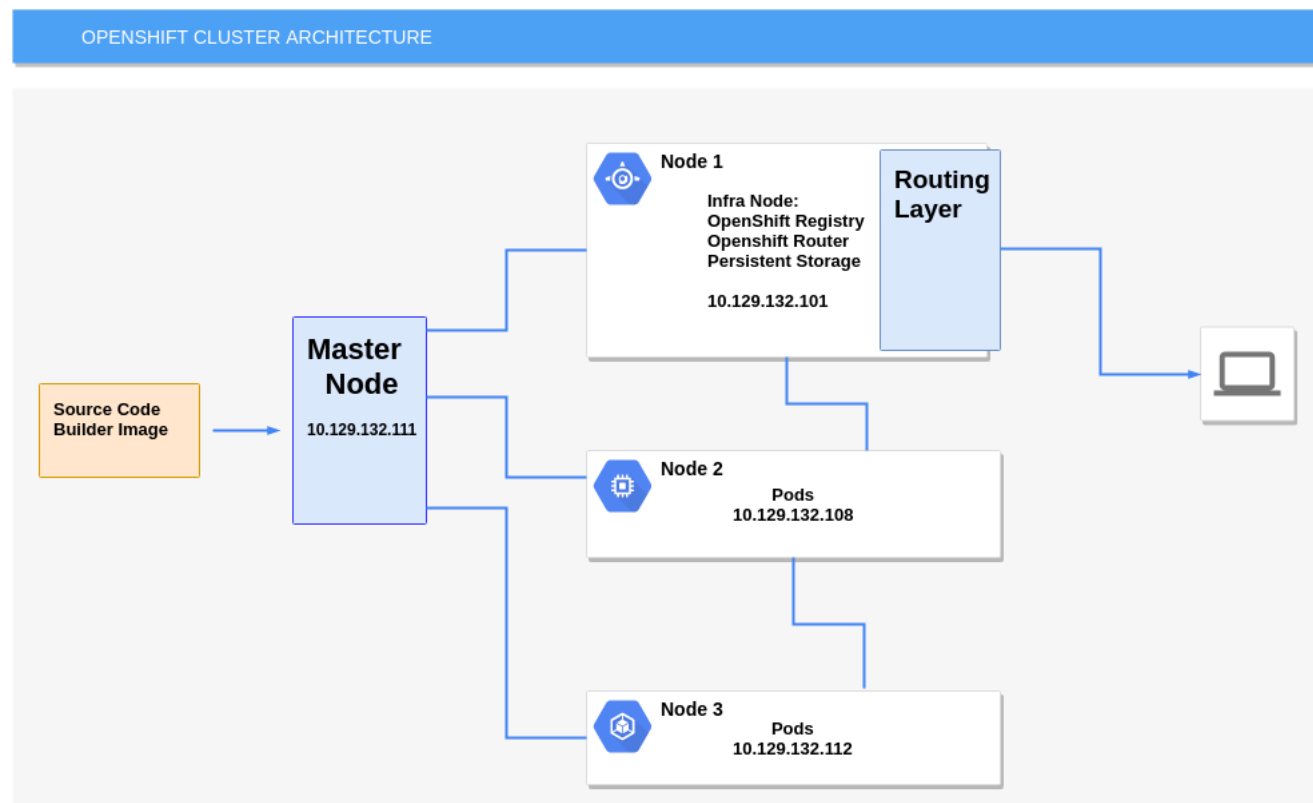 OPENSHIFT CLUSTER ARCHITECTURE
Node 1
Infra Node:
OpenShift Registry
Openshift Router
Persistent Storage
10.129.132.101
Routing
Layer
Master
Node
10.129.132.111
Source Code
Builder Image
Node 2
Pods
10.129.132.108
Node 3
Pods
10.129.132.112